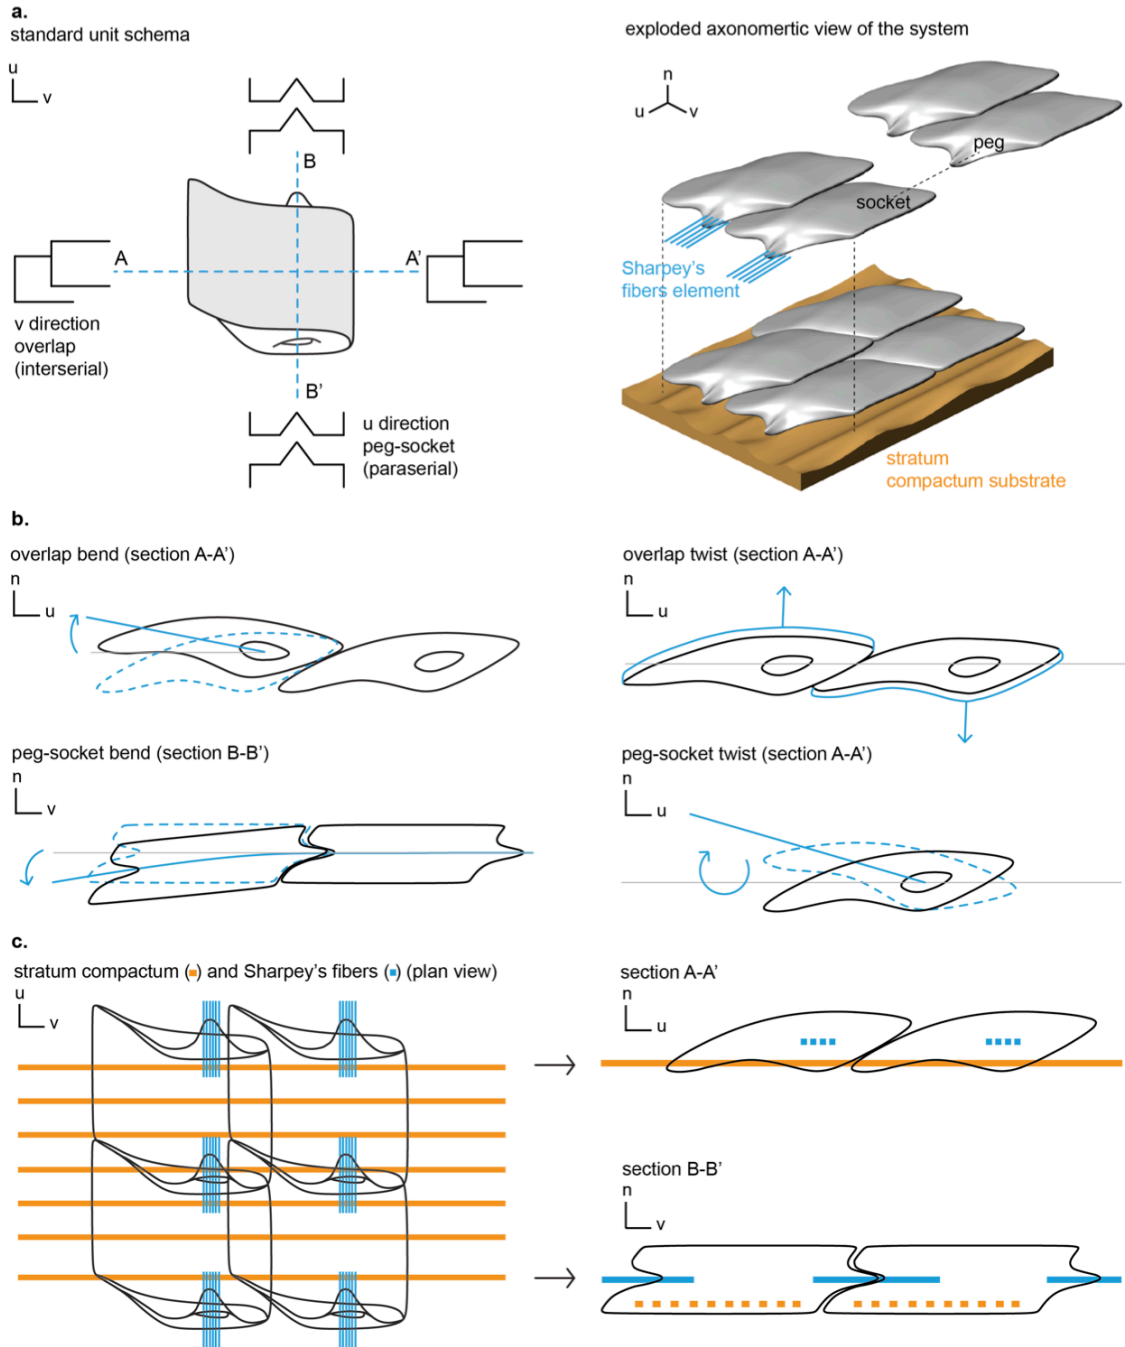 a.
standard unit schema
u
v
B
A
A'
v direction
overlap
(interserial)
B'
u direction
peg-socket
(paraserial)
exploded axonomertic view of the system
n
u
v
peg
socket
Sharpey's
fibers element
stratum
compactum substrate
b.
overlap bend (section A-A')
n
u
overlap twist (section A-A')
n
u
peg-socket bend (section B-B')
n
v
peg-socket twist (section A-A')
n
u
c.
stratum compactum (▪) and Sharpey's fibers (▪) (plan view)
u
v
section A-A'
n
u
section B-B'
n
v